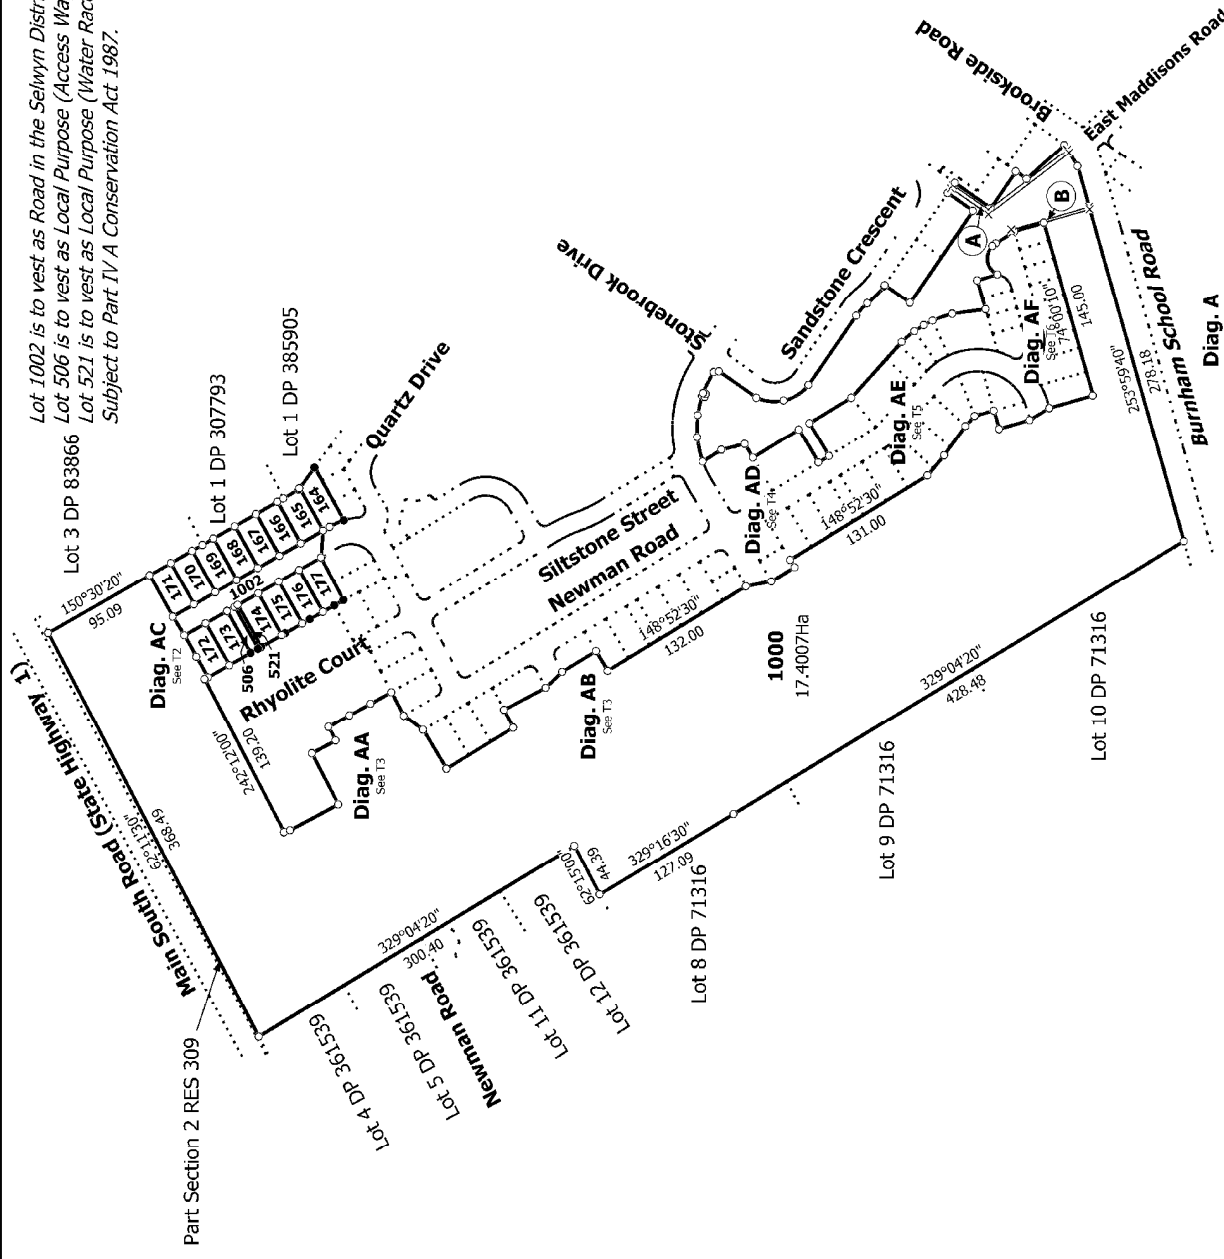 Lot 1002 is to vest as Road in the Selwyn Distr
Lot 506 is to vest as Local Purpose (Access Wa
Lot 521 is to vest as Local Purpose (Water Rac
Subject to Part IV A Conservation Act 1987.
Lot 3 DP 83866
Lot 1 DP 307793
Lot 1 DP 385905
Quartz Drive
Main South Road (State Highway 1)
62°11'30"
368.49
150°30'20"
95.09
Part Section 2 RES 309
Diag. AC
See T2
171
170
169
168
167
166
165
164
1002
172
173
174
175
176
177
506
521
Rhyolite Court
242°12'00"
139.20
Diag. AA
See T3
Diag. AB
See T3
Siltstone Street
Newman Road
Stonebrook Drive
Sandstone Crescent
Brookside Road
East Maddisons Road
A
B
Diag. AD
See T4
Diag. AE
See T5
Diag. AF
See
74°00'10"
145.00
253°59'40"
278.18
Burnham School Road
Diag. A
148°52'30"
131.00
148°52'30"
132.00
1000
17.4007Ha
329°04'20"
428.48
329°16'30"
127.09
62°15'00"
44.39
329°04'20"
300.40
Newman Road
Lot 4 DP 361539
Lot 5 DP 361539
Lot 11 DP 361539
Lot 12 DP 361539
Lot 8 DP 71316
Lot 9 DP 71316
Lot 10 DP 71316